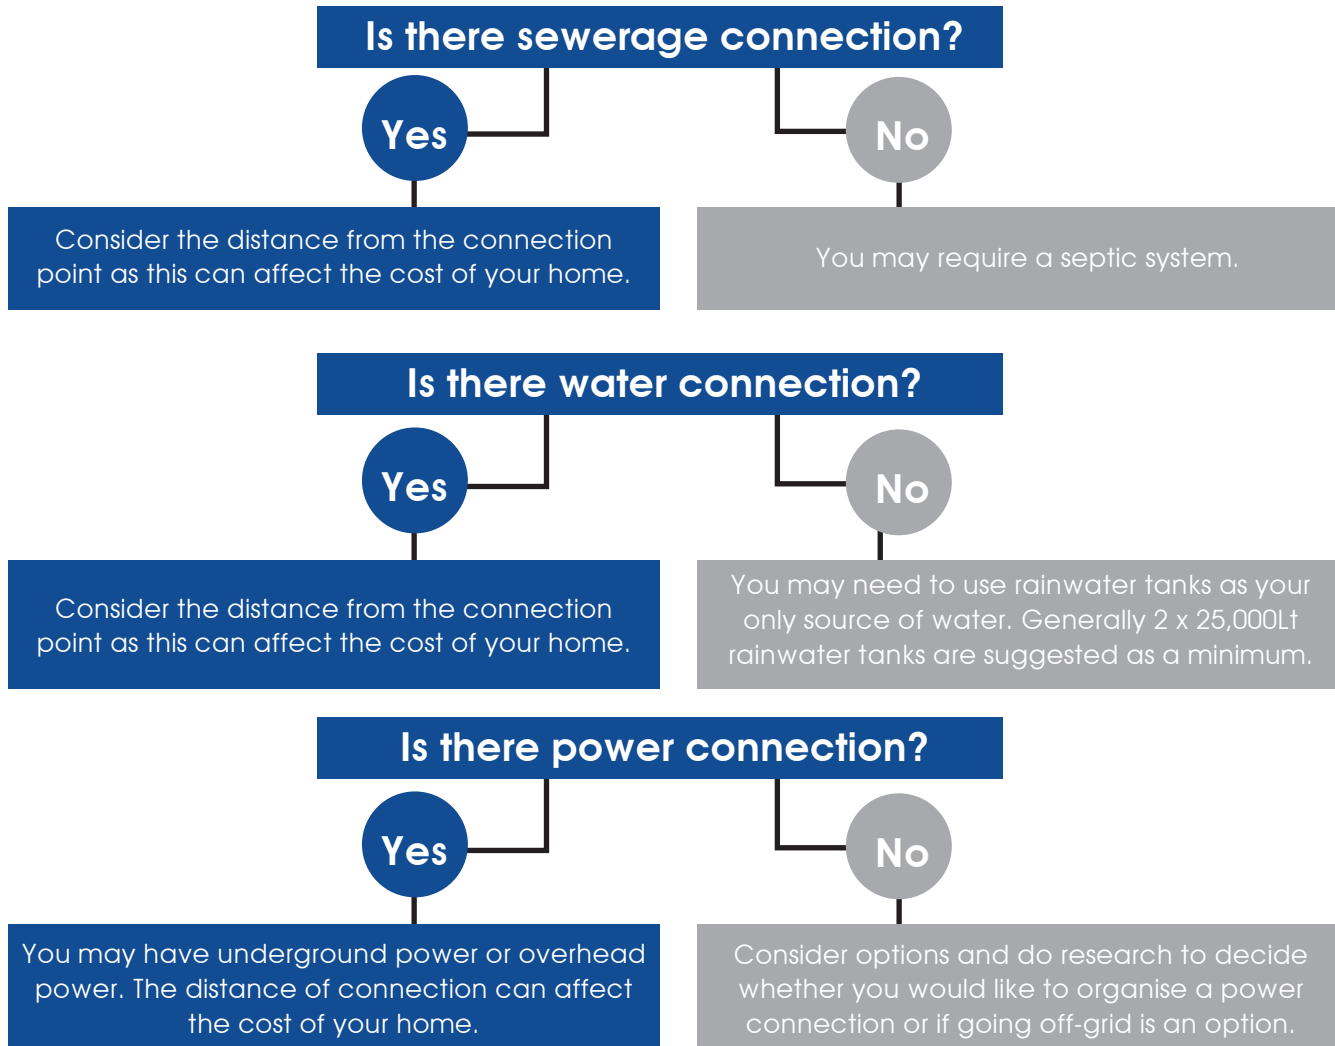 Is there sewerage connection?
Yes
No
Consider the distance from the connection
point as this can affect the cost of your home.
You may require a septic system.
Is there water connection?
Yes
No
Consider the distance from the connection
point as this can affect the cost of your home.
You may need to use rainwater tanks as your
only source of water. Generally 2 x 25,000Lt
rainwater tanks are suggested as a minimum.
Is there power connection?
Yes
No
You may have underground power or overhead
power. The distance of connection can affect
the cost of your home.
Consider options and do research to decide
whether you would like to organise a power
connection or if going off-grid is an option.